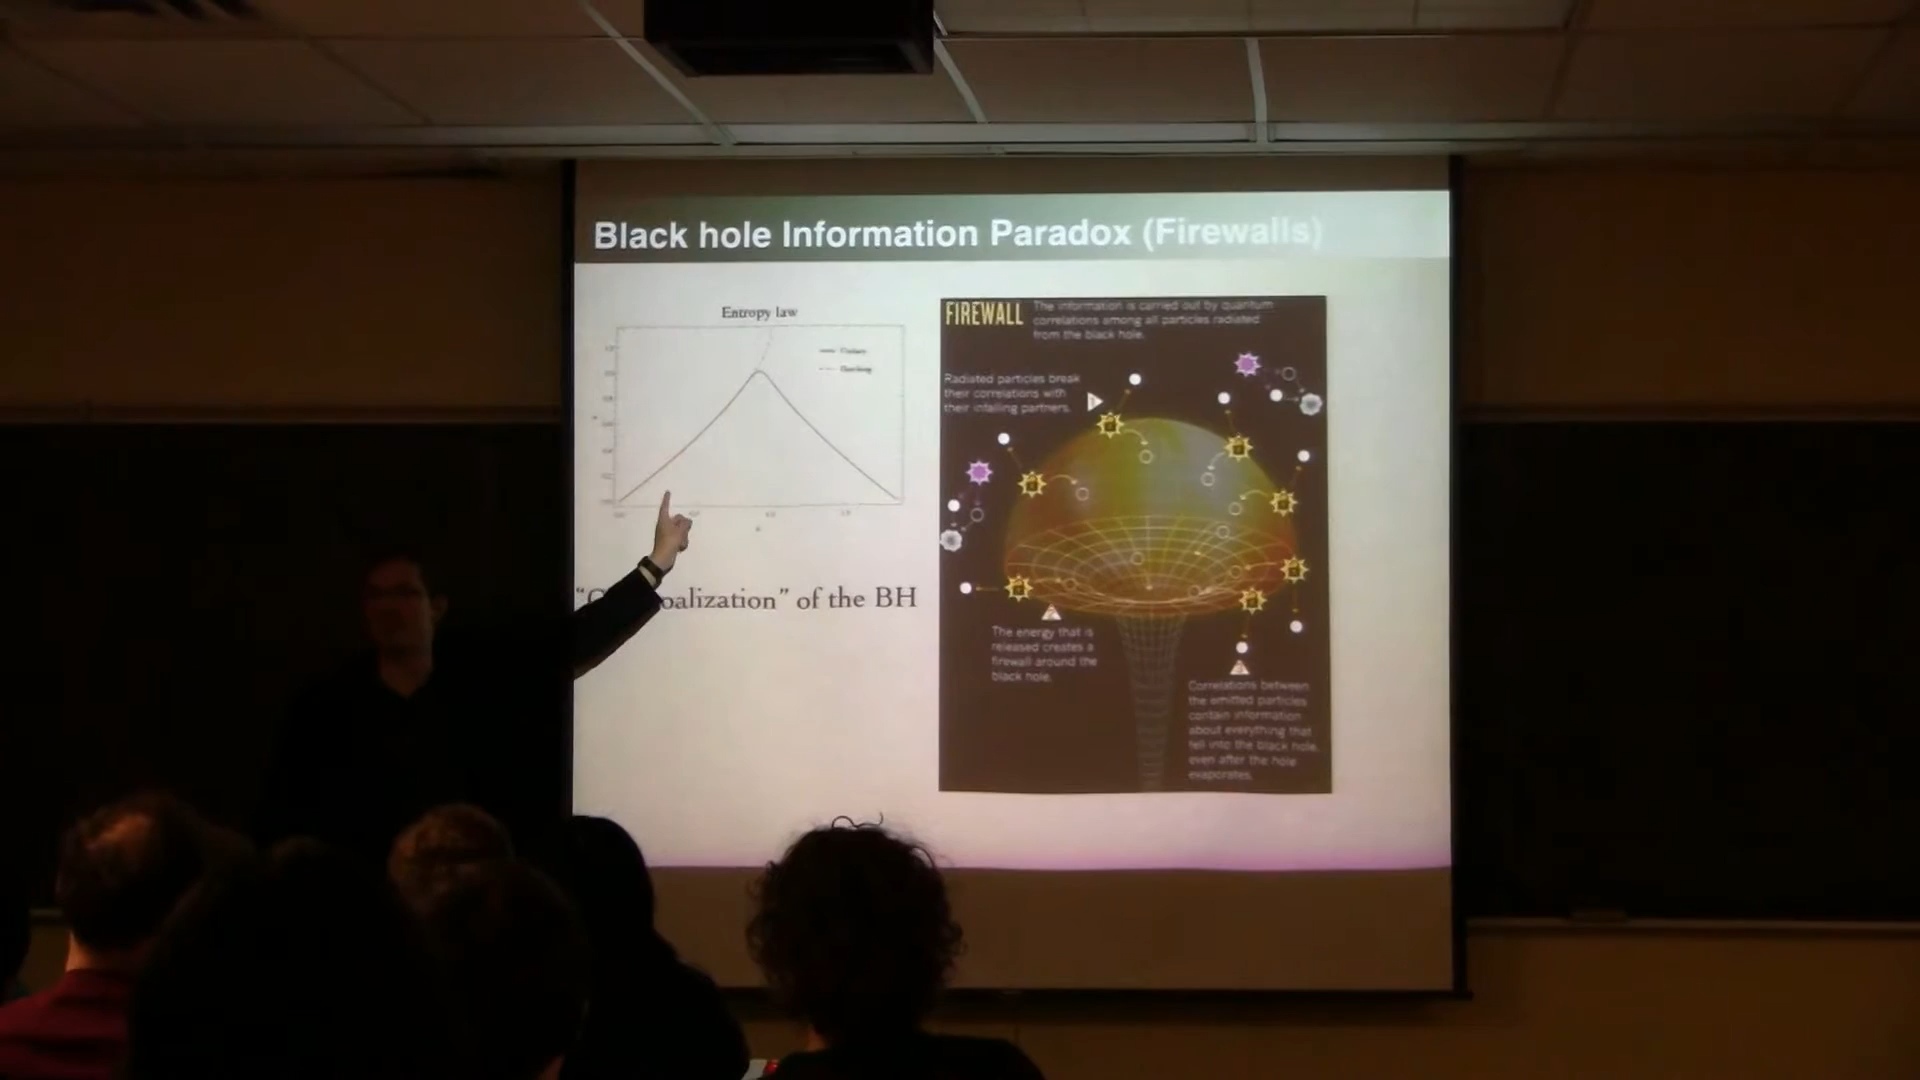 Black hole Information Paradox (Firewalls)
Entropy law
Unitary
Hawking
of the BH
FIREWALL
The information is carried out by quantum
correlations among all particles radiated
from the black hole.
Radiated particles break
their correlations with
their infalling partners.
The energy that is
released creates a
firewall around the
black hole.
Correlations between
the emitted particles
contain information
about everything that
fell into the black hole,
even after the hole
evaporates.